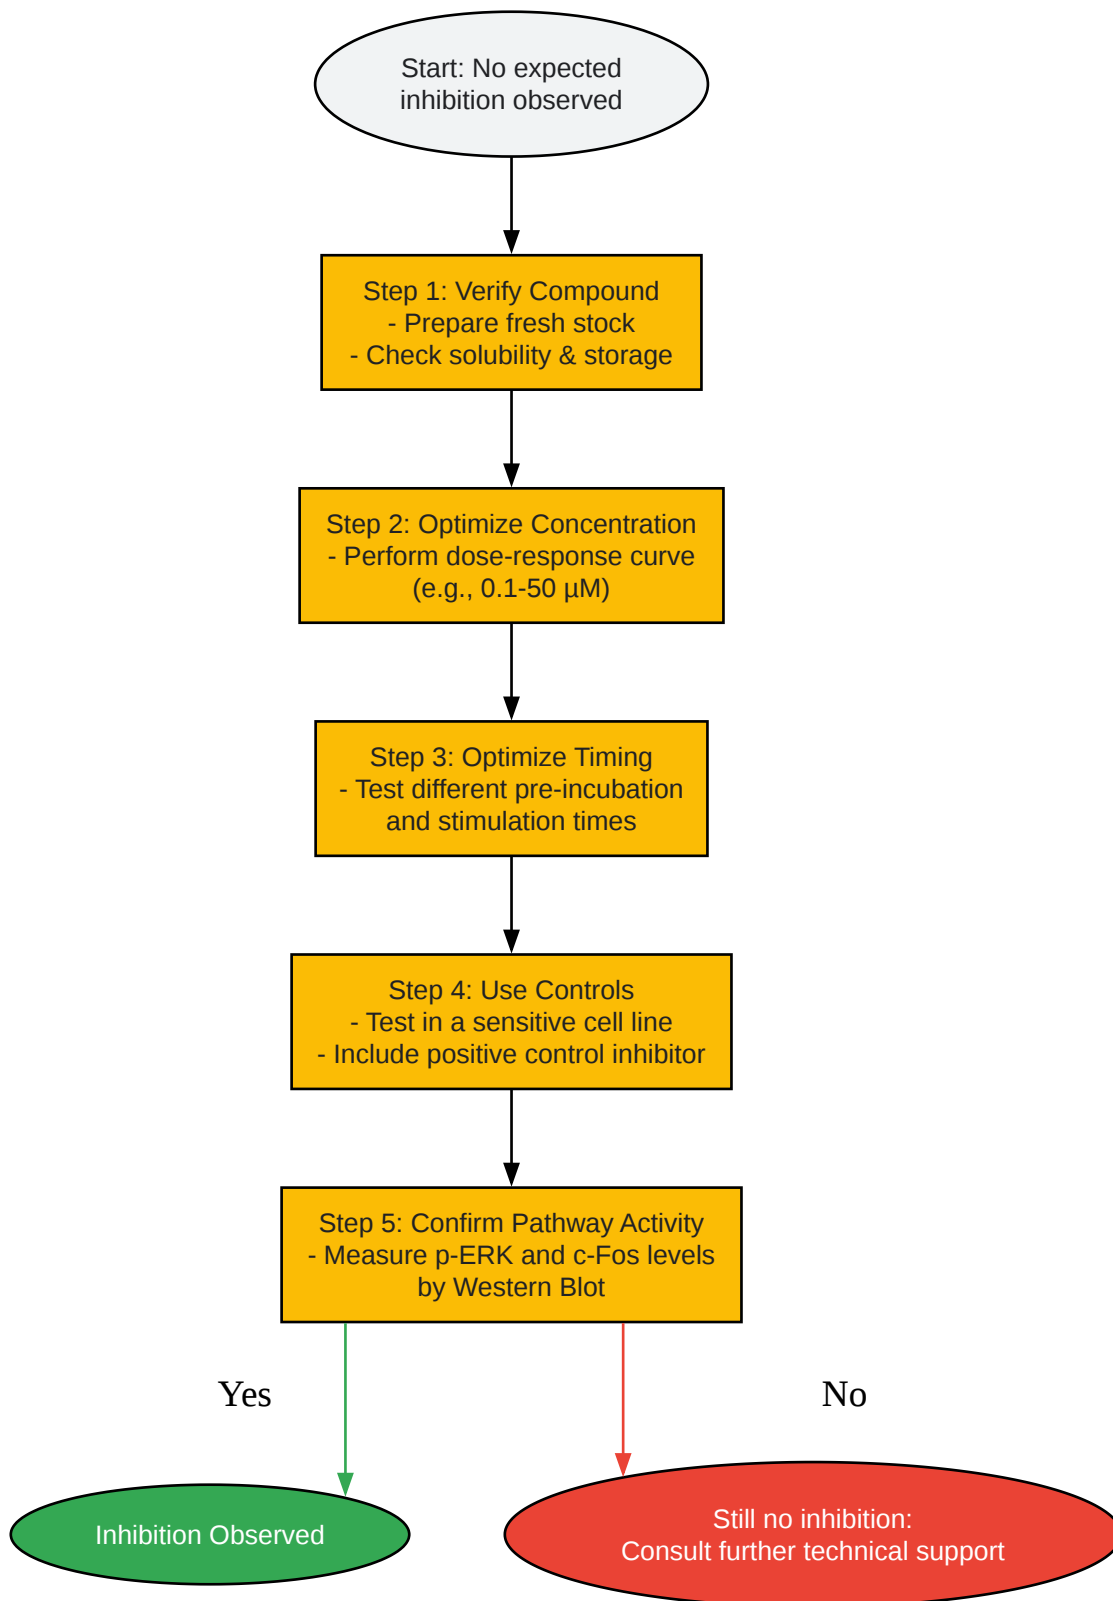 Start: No expected
inhibition observed
Step 1: Verify Compound
- Prepare fresh stock
- Check solubility & storage
Step 2: Optimize Concentration
- Perform dose-response curve
(e.g., 0.1-50 µM)
Step 3: Optimize Timing
- Test different pre-incubation
and stimulation times
Step 4: Use Controls
- Test in a sensitive cell line
- Include positive control inhibitor
Step 5: Confirm Pathway Activity
- Measure p-ERK and c-Fos levels
by Western Blot
Yes
No
Inhibition Observed
Still no inhibition:
Consult further technical support